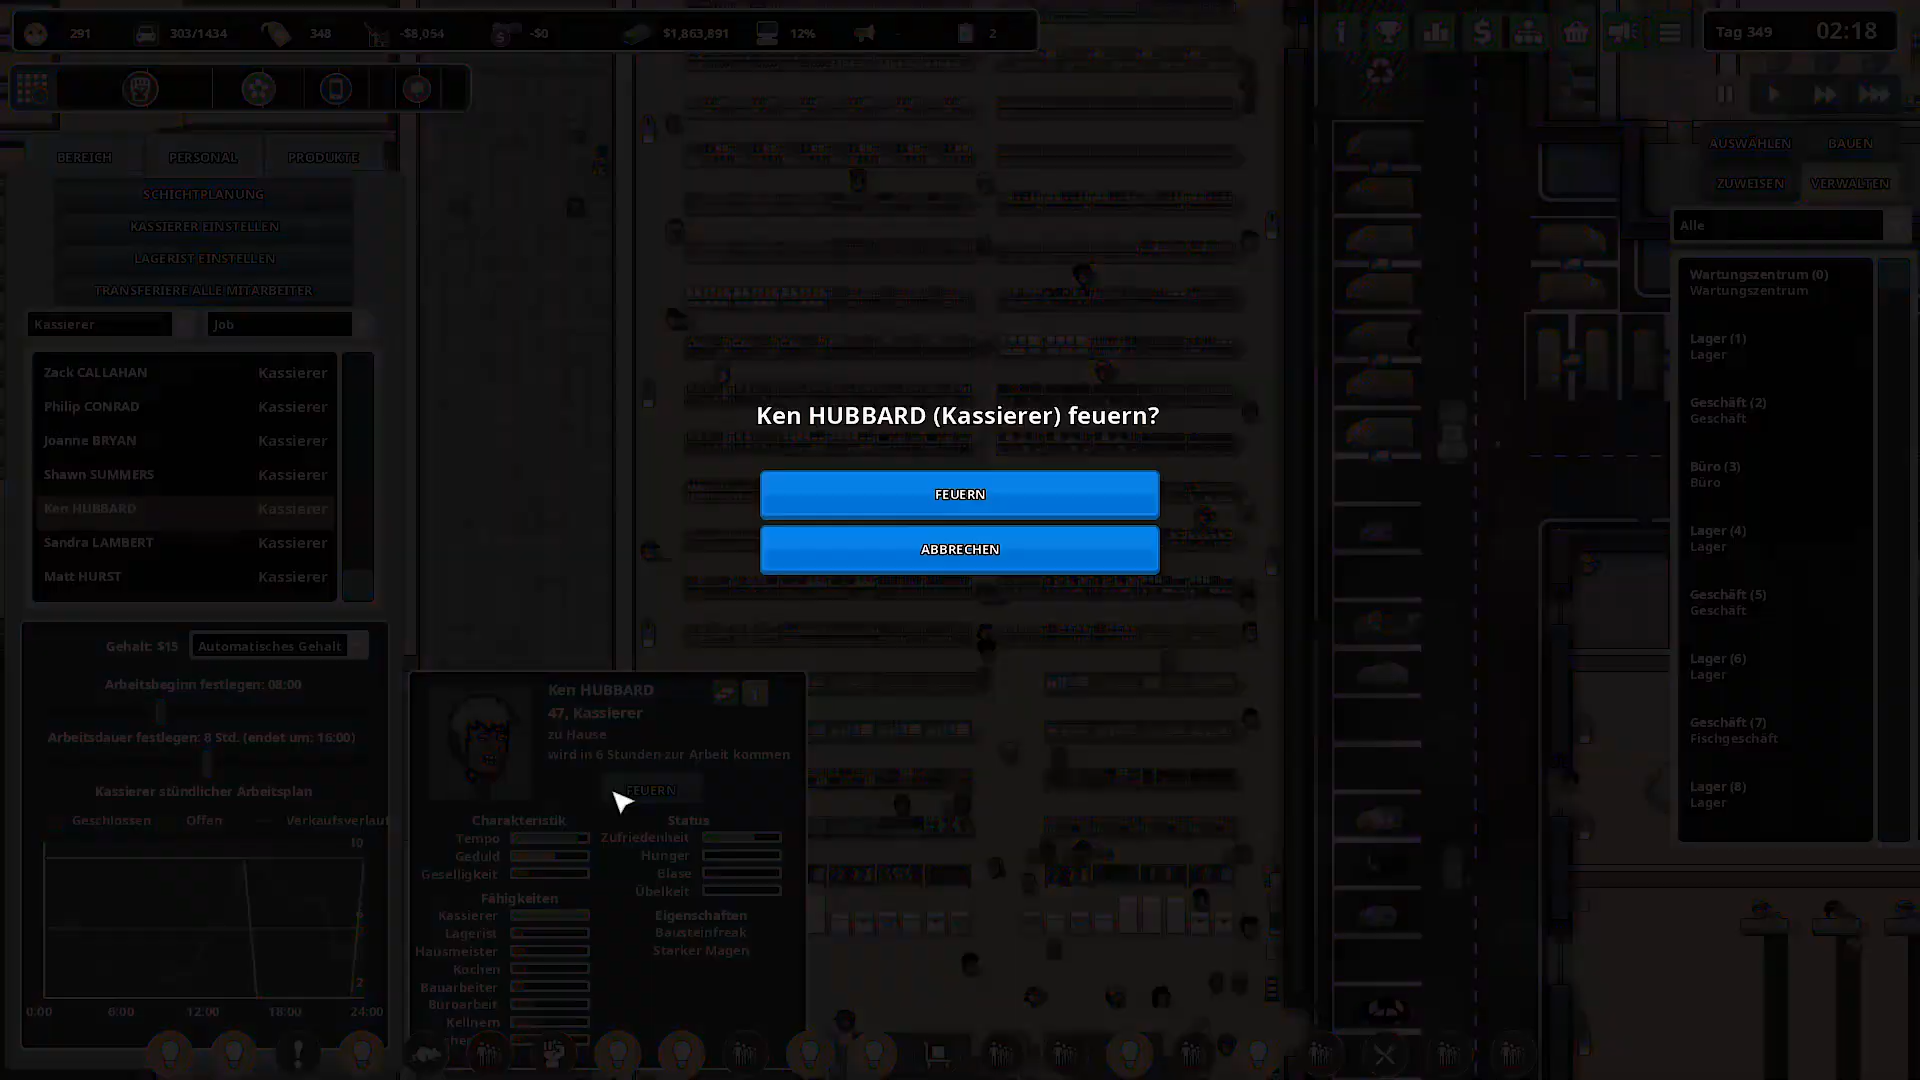 291
303/1434
348
-$8,054
-$0
$1,863,891
12%
-
2
Tag 349
02:18
BEREICH
PERSONAL
PRODUKTE
SCHICHTPLANUNG
KASSIERER EINSTELLEN
LAGERIST EINSTELLEN
TRANSFERIERE ALLE MITARBEITER
Kassierer
Job
Zack CALLAHAN Kassierer
Philip CONRAD Kassierer
Joanne BRYAN Kassierer
Shawn SUMMERS Kassierer
Ken HUBBARD Kassierer
Sandra LAMBERT Kassierer
Matt HURST Kassierer
Gehalt: $15 Automatisches Gehalt
Arbeitsbeginn festlegen: 08:00
Arbeitsdauer festlegen: 8 Std. (endet um: 16:00)
Kassierer stündlicher Arbeitsplan
Geschlossen Offen Verkaufsverlauf
10
2
0:00 6:00 12:00 18:00 24:00
Ken HUBBARD (Kassierer) feuern?
FEUERN
ABBRECHEN
Ken HUBBARD
47, Kassierer
zu Hause
wird in 6 Stunden zur Arbeit kommen
FEUERN
Charakteristik
Tempo
Geduld
Geselligkeit
Fähigkeiten
Kassierer
Lagerist
Hausmeister
Kochen
Bauarbeiter
Büroarbeit
Kellnern
Status
Zufriedenheit
Hunger
Blase
Übelkeit
Eigenschaften
Bausteinfreak
Starker Magen
AUSWÄHLEN
BAUEN
ZUWEISEN
VERWALTEN
Alle
Wartungszentrum (0)
Wartungszentrum
Lager (1)
Lager
Geschäft (2)
Geschäft
Büro (3)
Büro
Lager (4)
Lager
Geschäft (5)
Geschäft
Lager (6)
Lager
Geschäft (7)
Fischgeschäft
Lager (8)
Lager